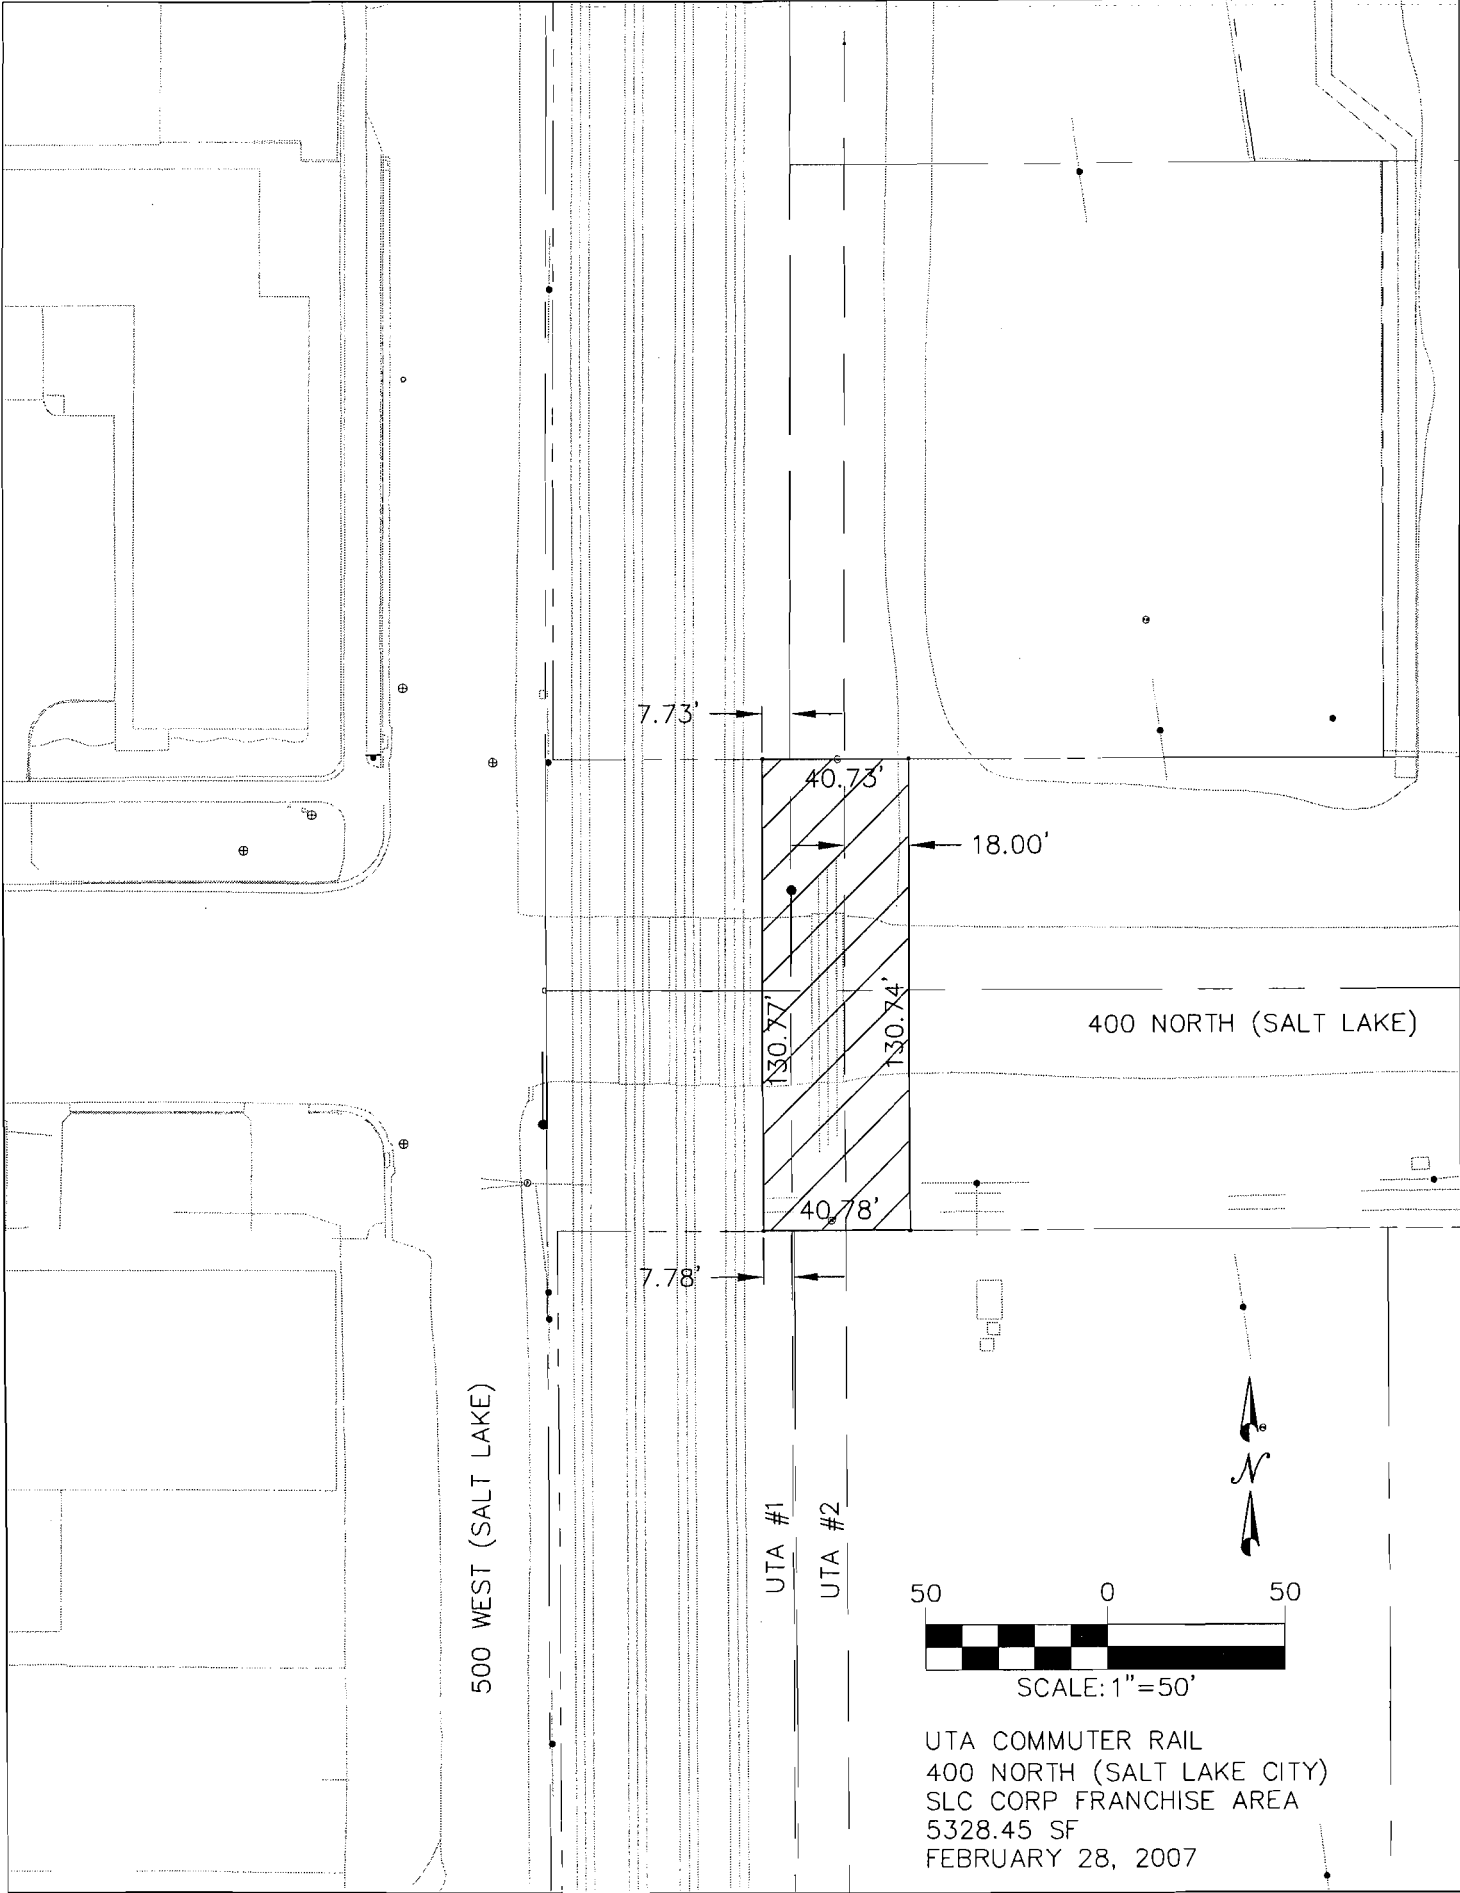 7.73'
40.73'
18.00'
130.77'
130.74'
400 NORTH (SALT LAKE)
40.78'
7.78'
500 WEST (SALT LAKE)
UTA #1
UTA #2
N
50 0 50
SCALE: 1"=50'
UTA COMMUTER RAIL
400 NORTH (SALT LAKE CITY)
SLC CORP FRANCHISE AREA
5328.45 SF
FEBRUARY 28, 2007